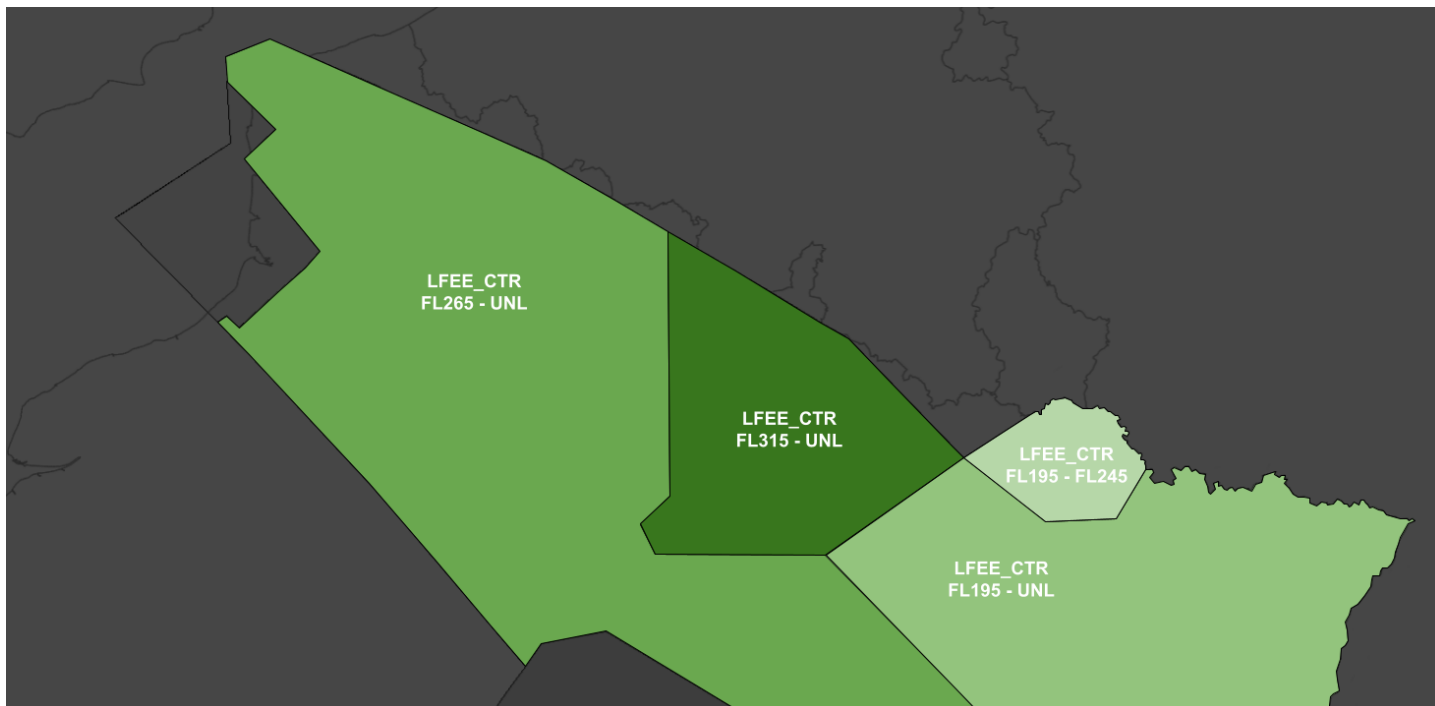 LFEE_CTR
FL265 - UNL
LFEE_CTR
FL315 - UNL
LFEE_CTR
FL195 - FL245
LFEE_CTR
FL195 - UNL